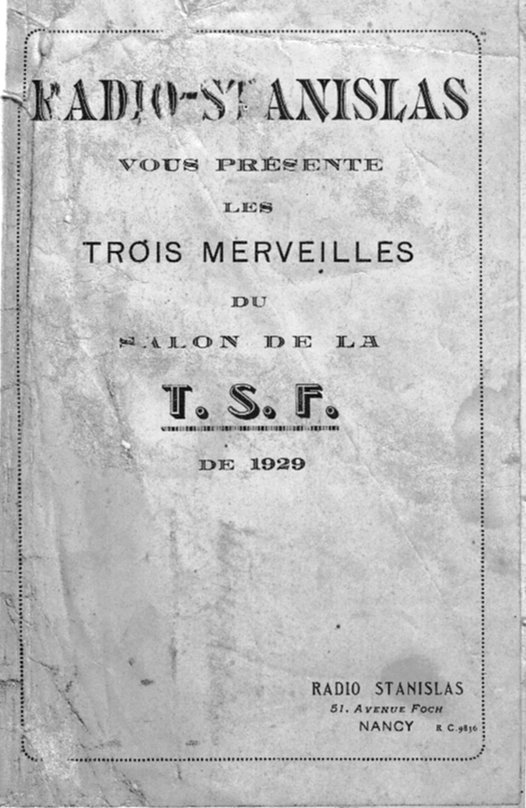 RADIO-STANISLAS
VOUS PRÉSENTE
LES
TROIS MERVEILLES
DU
SALON DE LA
T. S. F.
DE 1929
RADIO STANISLAS
51, AVENUE FOCH
NANCY R. C. 9836